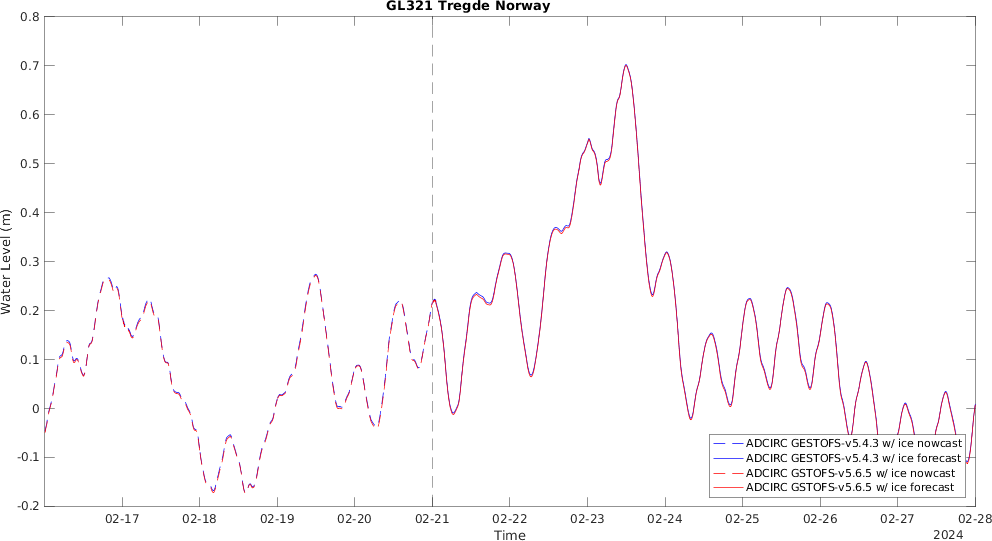 GL321 Tregde Norway
0.8
0.7
0.6
0.5
0.4
0.3
0.2
0.1
0
-0.1
-0.2
Water Level (m)
ADCIRC GESTOFS-v5.4.3 w/ ice nowcast
ADCIRC GESTOFS-v5.4.3 w/ ice forecast
ADCIRC GSTOFS-v5.6.5 w/ ice nowcast
ADCIRC GSTOFS-v5.6.5 w/ ice forecast
02-17 02-18 02-19 02-20 02-21 02-22 02-23 02-24 02-25 02-26 02-27 02-28
Time
2024